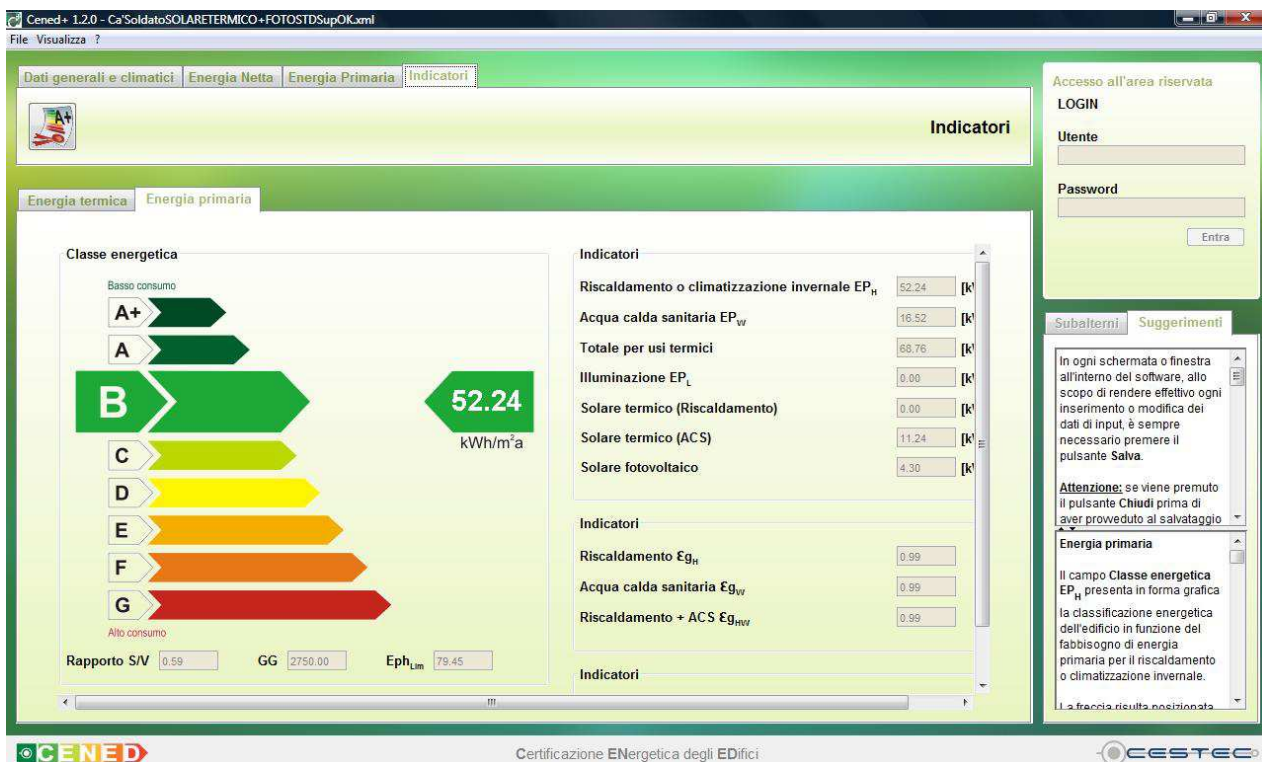 Cened+ 1.2.0 - Ca'SoldatoSOLARETERMICO+FOTOSTDSupOK.xml
File Visualizza ?
Dati generali e climatici
Energia Netta
Energia Primaria
Indicatori
A+
Indicatori
Energia termica
Energia primaria
Classe energetica
Basso consumo
A+
A
B
52.24
kWh/m²a
C
D
E
F
G
Alto consumo
Rapporto S/V 0.59 GG 2750.00 Eph Lim 79.45
Indicatori
Riscaldamento o climatizzazione invernale EP H 52.24 [k
Acqua calda sanitaria EP W 16.52 [k
Totale per usi termici 68.76 [k
Illuminazione EP L 0.00 [k
Solare termico (Riscaldamento) 0.00 [k
Solare termico (ACS) 11.24 [k
Solare fotovoltaico 4.30 [k
Indicatori
Riscaldamento Ɛg H 0.99
Acqua calda sanitaria Ɛg W 0.99
Riscaldamento + ACS Ɛg HW 0.99
Indicatori
Accesso all'area riservata
LOGIN
Utente
Password
Entra
Subalterni
Suggerimenti
In ogni schermata o finestra
all'interno del software, allo
scopo di rendere effettivo ogni
inserimento o modifica dei
dati di input, è sempre
necessario premere il
pulsante Salva.
Attenzione: se viene premuto
il pulsante Chiudi prima di
aver provveduto al salvataggio
Energia primaria
Il campo Classe energetica
EP H presenta in forma grafica
la classificazione energetica
dell'edificio in funzione del
fabbisogno di energia
primaria per il riscaldamento
o climatizzazione invernale.
La freccia risulta posizionata
CENED
Certificazione ENergetica degli EDifici
CESTEC